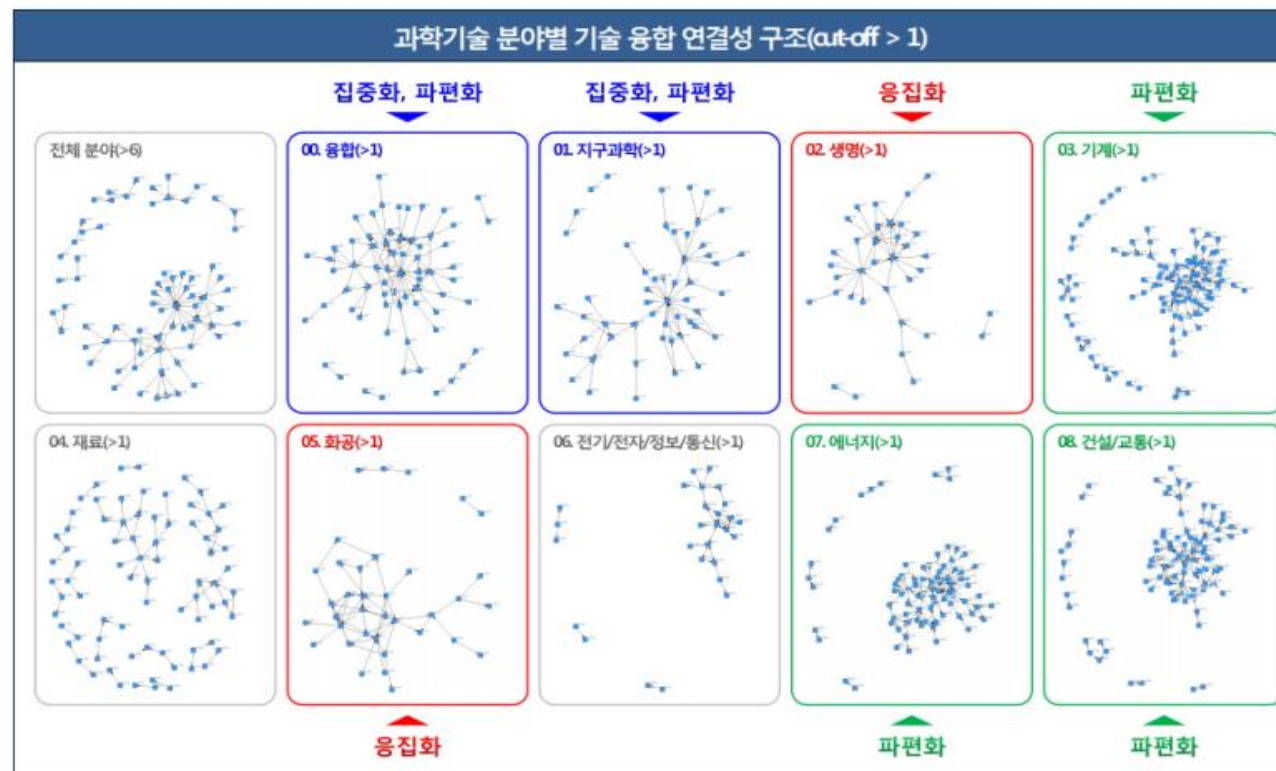 과학기술 분야별 기술 융합 연결성 구조(cut-off > 1)
집중화, 파편화
집중화, 파편화
응집화
파편화
전체 분야(>6)
00. 융합(>1)
01. 지구과학(>1)
02. 생명(>1)
03. 기계(>1)
04. 재료(>1)
05. 화공(>1)
06. 전기/전자/정보/통신(>1)
07. 에너지(>1)
08. 건설/교통(>1)
응집화
파편화
파편화